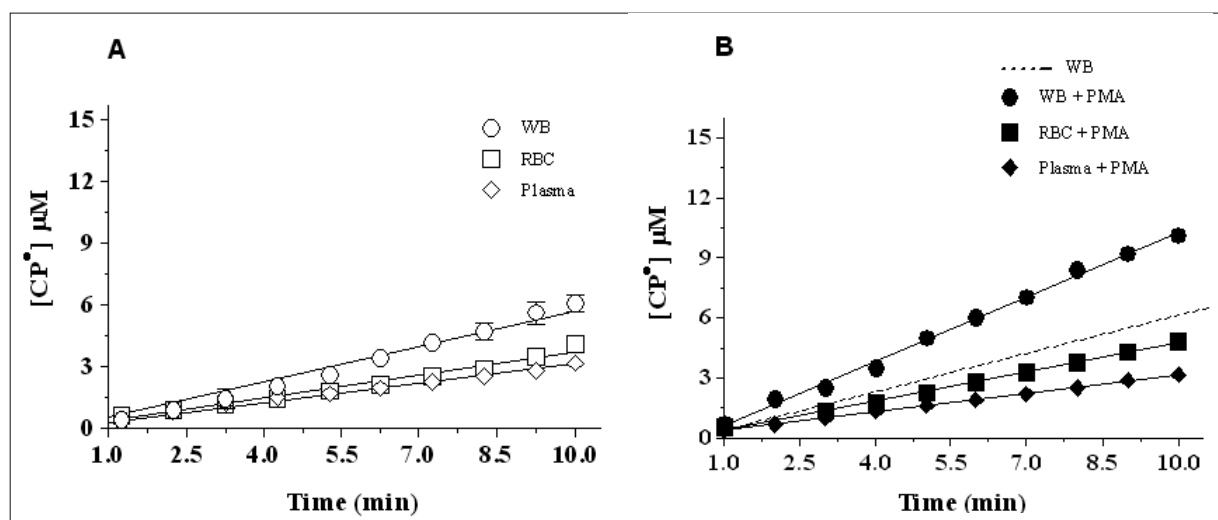 A
WB
RBC
Plasma
15
12
9
6
3
0
[CP•] µM
1.0 2.5 4.0 5.5 7.0 8.5 10.0
Time (min)
B
WB
WB + PMA
RBC + PMA
Plasma + PMA
15
12
9
6
3
0
[CP•] µM
1.0 2.5 4.0 5.5 7.0 8.5 10.0
Time (min)